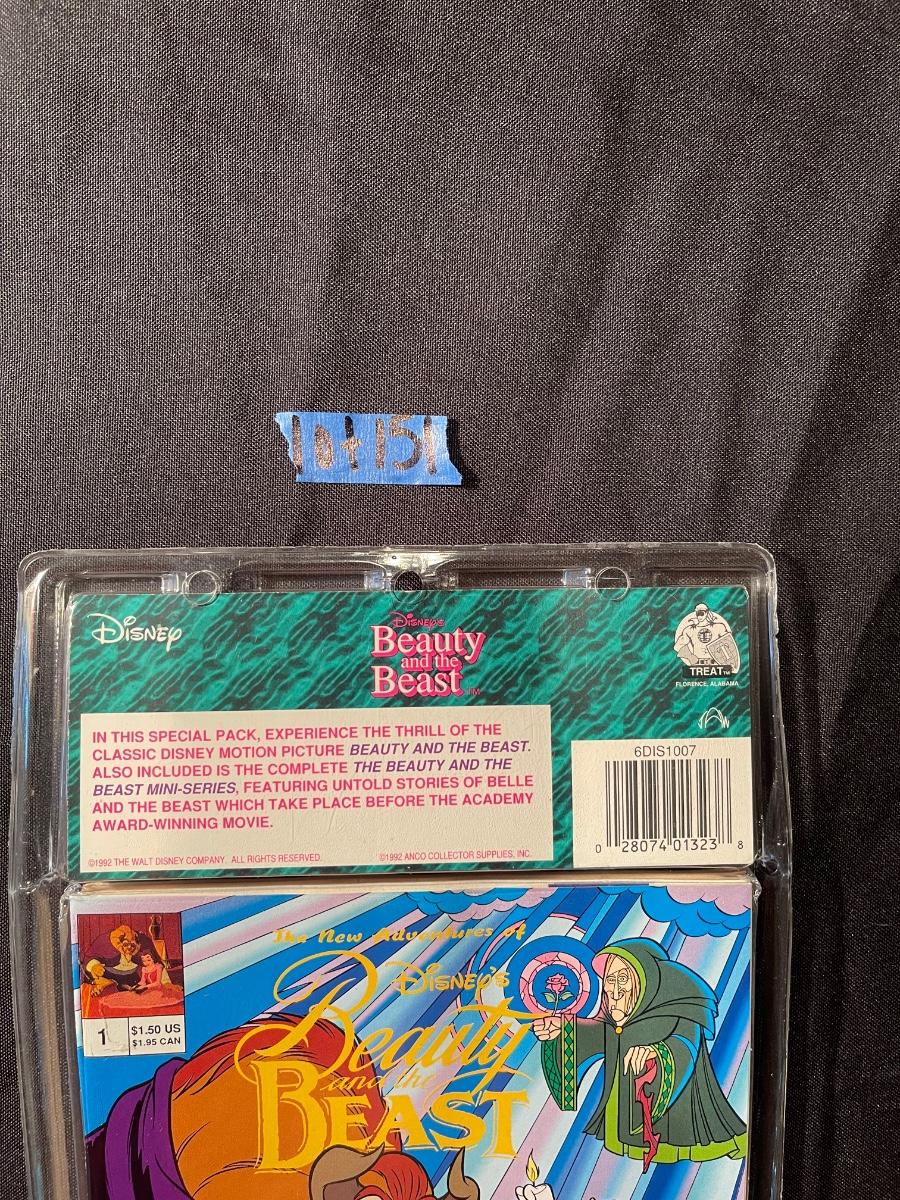 lot 151
Disney
Disney's
Beauty
and the
Beast
TM
TREAT™
FLORENCE, ALABAMA
IN THIS SPECIAL PACK, EXPERIENCE THE THRILL OF THE
CLASSIC DISNEY MOTION PICTURE BEAUTY AND THE BEAST.
ALSO INCLUDED IS THE COMPLETE THE BEAUTY AND THE
BEAST MINI-SERIES, FEATURING UNTOLD STORIES OF BELLE
AND THE BEAST WHICH TAKE PLACE BEFORE THE ACADEMY
AWARD-WINNING MOVIE.
©1992 THE WALT DISNEY COMPANY. ALL RIGHTS RESERVED. ©1992 ANCO COLLECTOR SUPPLIES, INC.
6DIS1007
0 28074 01323 8
The New Adventures of
Disney's
Beauty
and the
BEAST
1 $1.50 US
$1.95 CAN